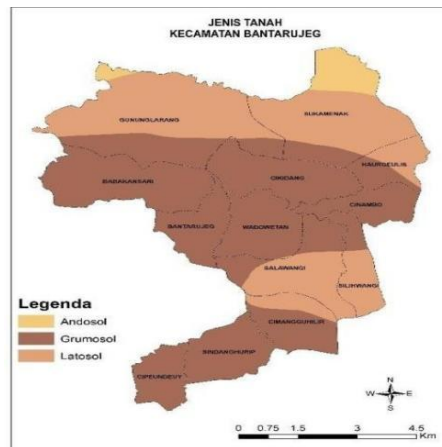 JENIS TANAH
KECAMATAN BANTARUJEG
GUNUNGLARANG
SUKAMENAK
HAURGEULIS
BABAKANSARI
CIKIDANG
CINAMBO
BANTARUJEG
WADOWETAN
SALAWANGI
SILIHWANGI
CIMANGGUHILIR
SINDANGHURIP
CIPEUNDEUY
Legenda
Andosol
Grumosol
Latosol
N
W E
S
0 0.75 1.5 3 4.5
Km